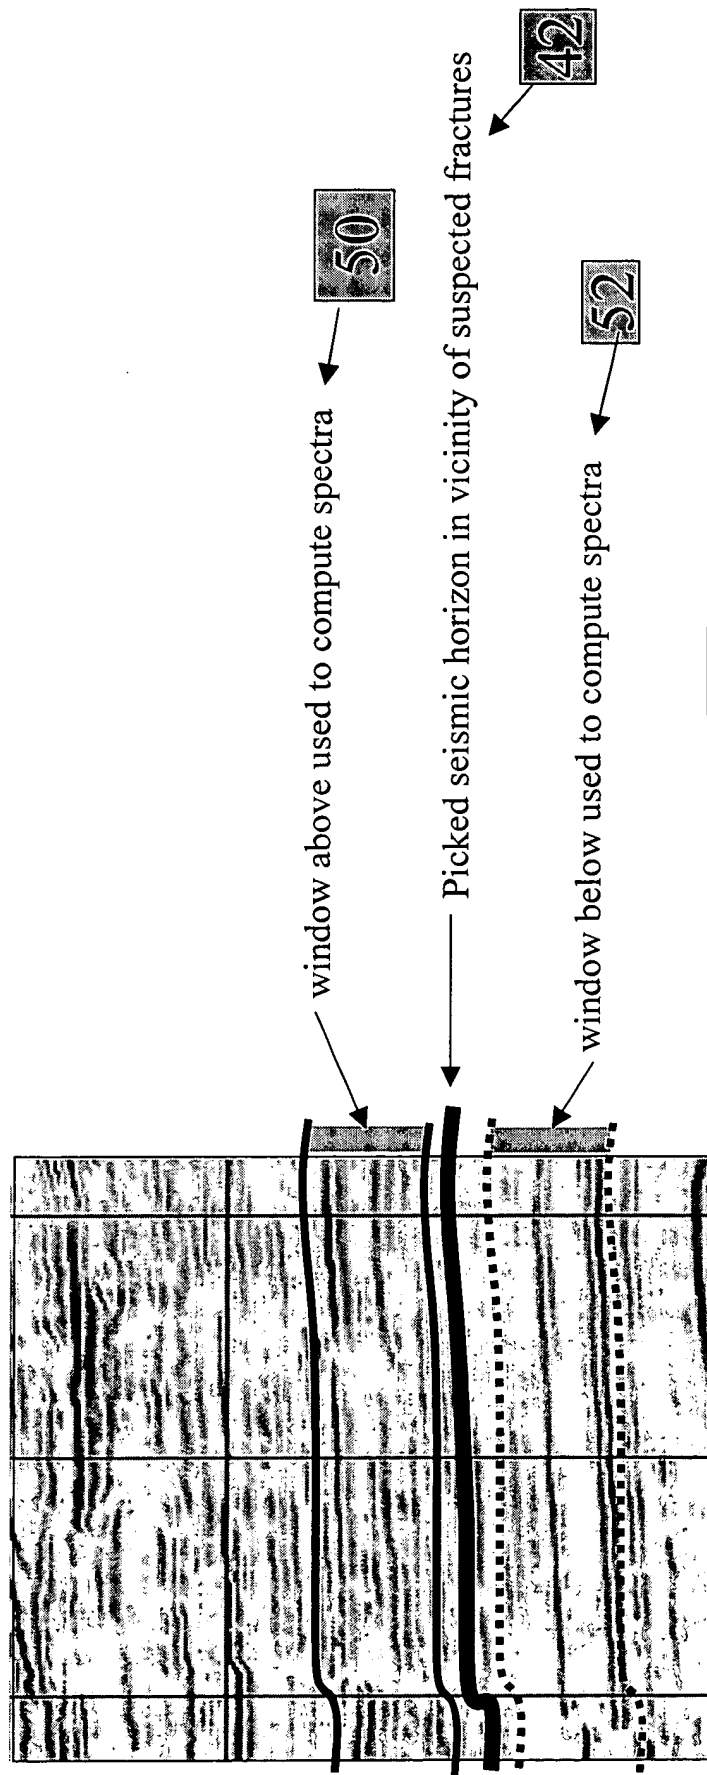 window above used to compute spectra
50
Picked seismic horizon in vicinity of suspected fractures
42
window below used to compute spectra
52